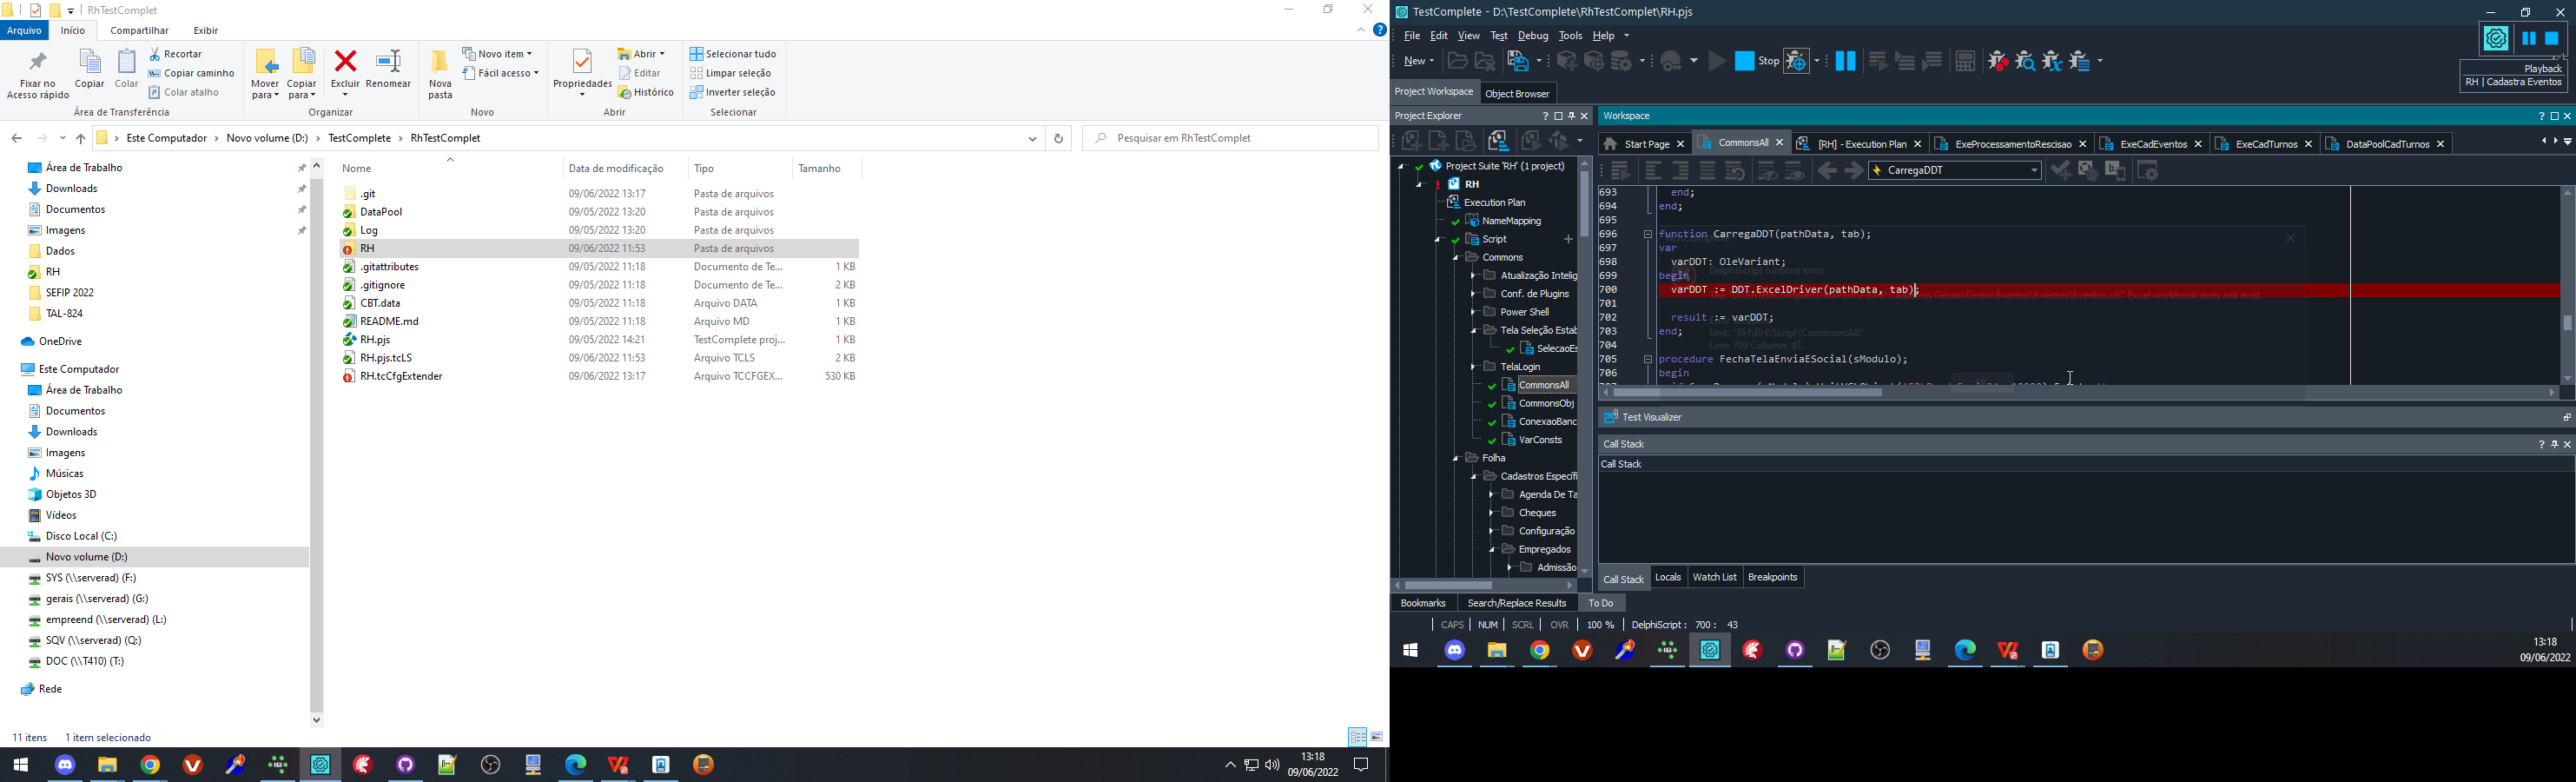 RhTestComplet
Arquivo Início Compartilhar Exibir
Fixar no Acesso rápido
Copiar
Colar
Recortar
Copiar caminho
Colar atalho
Mover para
Copiar para
Excluir
Renomear
Nova pasta
Novo item
Fácil acesso
Propriedades
Abrir
Editar
Histórico
Selecionar tudo
Limpar seleção
Inverter seleção
Área de Transferência Organizar Novo Abrir Selecionar
Este Computador Novo volume (D:) TestComplete RhTestComplet
Pesquisar em RhTestComplet
Área de Trabalho
Downloads
Documentos
Imagens
Dados
RH
SEFIP 2022
TAL-824
OneDrive
Este Computador
Área de Trabalho
Documentos
Downloads
Imagens
Músicas
Objetos 3D
Vídeos
Disco Local (C:)
Novo volume (D:)
SYS (\\serverad) (F:)
gerais (\\serverad) (G:)
empreend (\\serverad) (L:)
SQV (\\serverad) (Q:)
DOC (\\T410) (T:)
Rede
Nome Data de modificação Tipo Tamanho
.git 09/06/2022 13:17 Pasta de arquivos
DataPool 09/05/2022 13:20 Pasta de arquivos
Log 09/05/2022 13:20 Pasta de arquivos
RH 09/06/2022 11:53 Pasta de arquivos
.gitattributes 09/05/2022 11:18 Documento de Te... 1 KB
.gitignore 09/05/2022 11:18 Documento de Te... 2 KB
CBT.data 09/05/2022 11:18 Arquivo DATA 1 KB
README.md 09/05/2022 11:18 Arquivo MD 1 KB
RH.pjs 09/05/2022 14:21 TestComplete proj... 1 KB
RH.pjs.tcLS 09/06/2022 11:53 Arquivo TCLS 2 KB
RH.tcCfgExtender 09/06/2022 13:17 Arquivo TCCFGEX... 530 KB
11 itens 1 item selecionado
13:18
09/06/2022
TestComplete - D:\TestComplete\RhTestComplet\RH.pjs
File Edit View Test Debug Tools Help
New
Stop
Playback
RH | Cadastra Eventos
Project Workspace Object Browser
Project Explorer
Workspace
Start Page CommonsAll [RH] - Execution Plan ExeProcessamentoRescisao ExeCadEventos ExeCadTurnos DataPoolCadTurnos
CarregaDDT
Project Suite 'RH' (1 project)
RH
Execution Plan
NameMapping
Script
Commons
Atualização Intelig
Conf. de Plugins
Power Shell
Tela Seleção Estab
SelecaoEs
TelaLogin
CommonsAll
CommonsObj
ConexaoBanc
VarConsts
Folha
Cadastros Específi
Agenda De Ta
Cheques
Configuração
Empregados
Admissão
693 end;
694 end;
695
696 function CarregaDDT(pathData, tab);
697 var
698 varDDT: OleVariant;
699 begin
700 varDDT := DDT.ExcelDriver(pathData, tab);
701
702 result := varDDT;
703 end;
704
705 procedure FechaTelaEnviaESocial(sModulo);
706 begin
DelphiScript runtime error.
Excel workbook does not exist.
Unit: "RH\RH\Script\CommonsAll"
Line: 700 Column: 43.
Test Visualizer
Call Stack
Call Stack
Call Stack Locals Watch List Breakpoints
Bookmarks Search/Replace Results To Do
CAPS NUM SCRL OVR 100 % DelphiScript : 700 : 43
13:18
09/06/2022